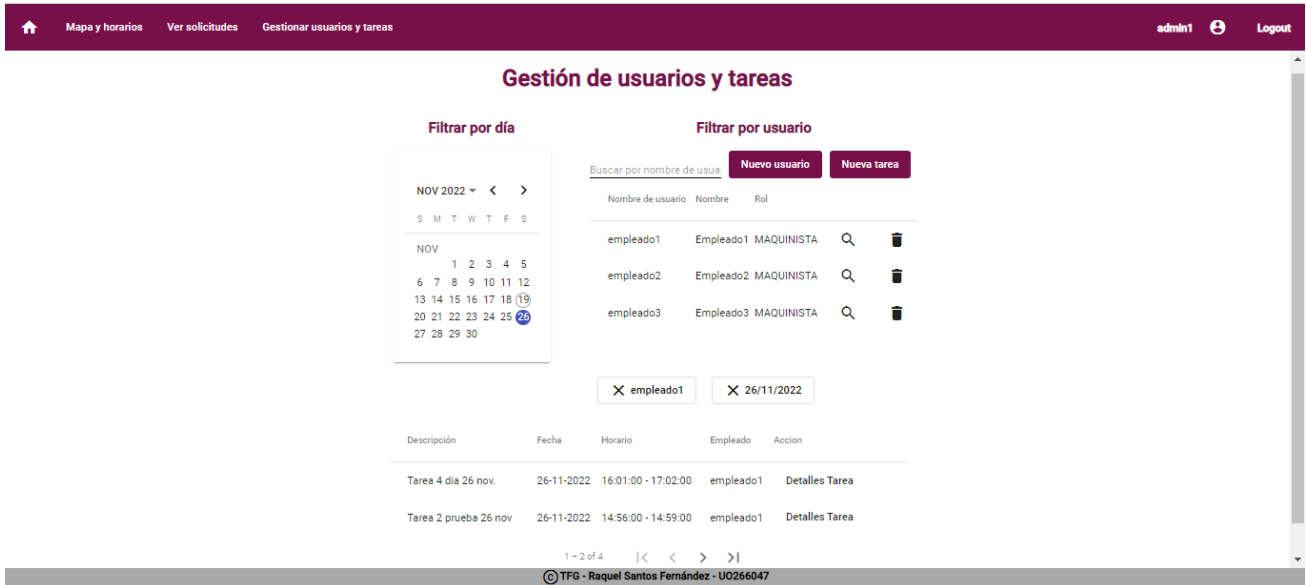 Mapa y horarios Ver solicitudes Gestionar usuarios y tareas admin1 Logout
Gestión de usuarios y tareas
Filtrar por día
Filtrar por usuario
NOV 2022
S M T W T F S
NOV
1 2 3 4 5
6 7 8 9 10 11 12
13 14 15 16 17 18 19
20 21 22 23 24 25 26
27 28 29 30
Buscar por nombre de usua Nuevo usuario Nueva tarea
Nombre de usuario Nombre Rol
empleado1 Empleado1 MAQUINISTA
empleado2 Empleado2 MAQUINISTA
empleado3 Empleado3 MAQUINISTA
empleado1 26/11/2022
Descripción Fecha Horario Empleado Accion
Tarea 4 dia 26 nov. 26-11-2022 16:01:00 - 17:02:00 empleado1 Detalles Tarea
Tarea 2 prueba 26 nov 26-11-2022 14:56:00 - 14:59:00 empleado1 Detalles Tarea
1 – 2 of 4
© TFG - Raquel Santos Fernández - UO266047